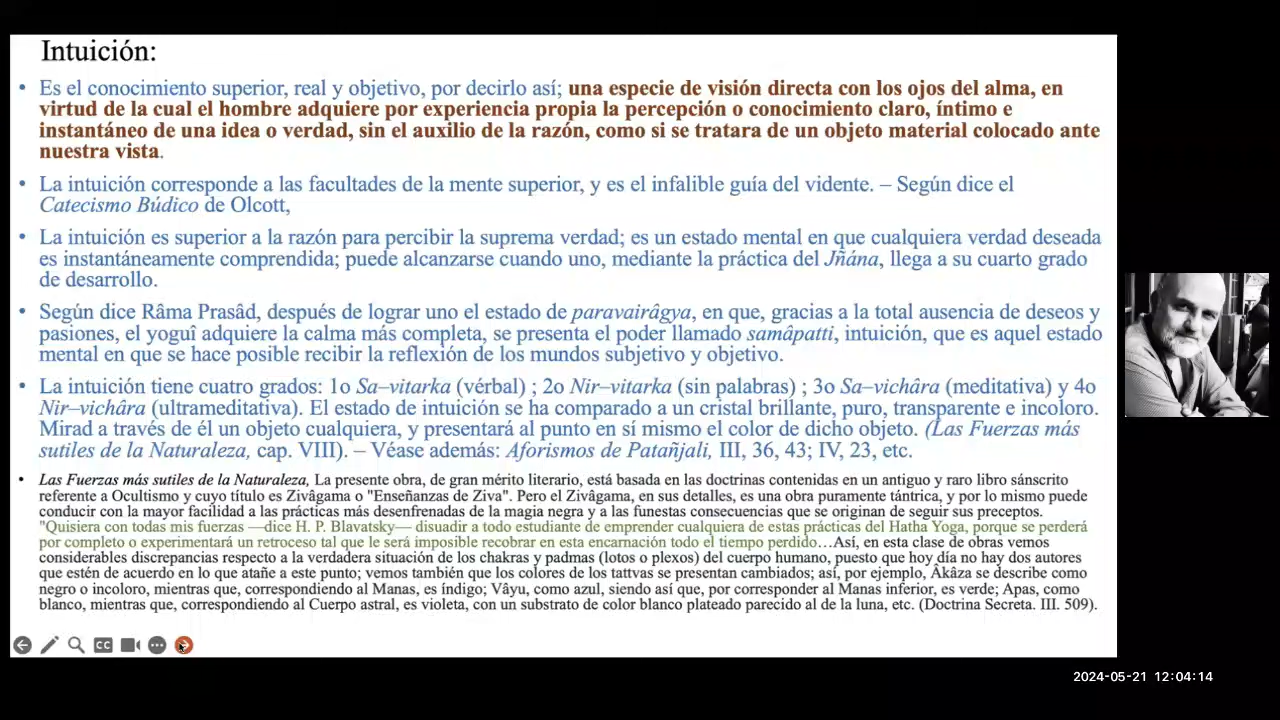 Intuición:
• Es el conocimiento superior, real y objetivo, por decirlo así; una especie de visión directa con los ojos del alma, en
virtud de la cual el hombre adquiere por experiencia propia la percepción o conocimiento claro, íntimo e
instantáneo de una idea o verdad, sin el auxilio de la razón, como si se tratara de un objeto material colocado ante
nuestra vista.
• La intuición corresponde a las facultades de la mente superior, y es el infalible guía del vidente. – Según dice el
Catecismo Búdico de Olcott,
• La intuición es superior a la razón para percibir la suprema verdad; es un estado mental en que cualquiera verdad deseada
es instantáneamente comprendida; puede alcanzarse cuando uno, mediante la práctica del Jñána, llega a su cuarto grado
de desarrollo.
• Según dice Râma Prasâd, después de lograr uno el estado de paravairâgya, en que, gracias a la total ausencia de deseos y
pasiones, el yoguî adquiere la calma más completa, se presenta el poder llamado samâpatti, intuición, que es aquel estado
mental en que se hace posible recibir la reflexión de los mundos subjetivo y objetivo.
• La intuición tiene cuatro grados: 1o Sa–vitarka (vérbal) ; 2o Nir–vitarka (sin palabras) ; 3o Sa–vichâra (meditativa) y 4o
Nir–vichâra (ultrameditativa). El estado de intuición se ha comparado a un cristal brillante, puro, transparente e incoloro.
Mirad a través de él un objeto cualquiera, y presentará al punto en sí mismo el color de dicho objeto. (Las Fuerzas más
sutiles de la Naturaleza, cap. VIII). – Véase además: Aforismos de Patañjali, III, 36, 43; IV, 23, etc.
• Las Fuerzas más sutiles de la Naturaleza, La presente obra, de gran mérito literario, está basada en las doctrinas contenidas en un antiguo y raro libro sánscrito
referente a Ocultismo y cuyo título es Zivâgama o "Enseñanzas de Ziva". Pero el Zivâgama, en sus detalles, es una obra puramente tántrica, y por lo mismo puede
conducir con la mayor facilidad a las prácticas más desenfrenadas de la magia negra y a las funestas consecuencias que se originan de seguir sus preceptos.
"Quisiera con todas mis fuerzas —dice H. P. Blavatsky— disuadir a todo estudiante de emprender cualquiera de estas prácticas del Hatha Yoga, porque se perderá
por completo o experimentará un retroceso tal que le será imposible recobrar en esta encarnación todo el tiempo perdido…Así, en esta clase de obras vemos
considerables discrepancias respecto a la verdadera situación de los chakras y padmas (lotos o plexos) del cuerpo humano, puesto que hoy día no hay dos autores
que estén de acuerdo en lo que atañe a este punto; vemos también que los colores de los tattvas se presentan cambiados; así, por ejemplo, Âkâza se describe como
negro o incoloro, mientras que, correspondiendo al Manas, es índigo; Vâyu, como azul, siendo así que, por corresponder al Manas inferior, es verde; Apas, como
blanco, mientras que, correspondiendo al Cuerpo astral, es violeta, con un substrato de color blanco plateado parecido al de la luna, etc. (Doctrina Secreta. III. 509).
CC
2024-05-21 12:04:14